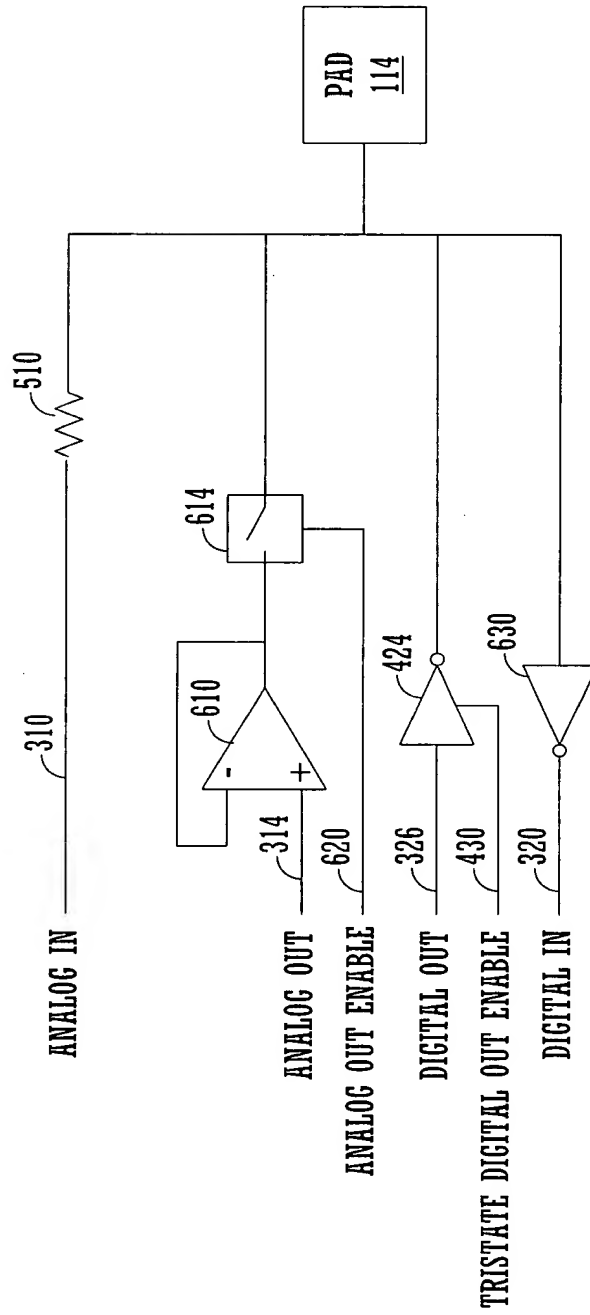 PAD
114
510
ANALOG IN
310
614
-
610
+
ANALOG OUT
314
ANALOG OUT ENABLE
620
DIGITAL OUT
326
424
TRISTATE DIGITAL OUT ENABLE
430
DIGITAL IN
320
630